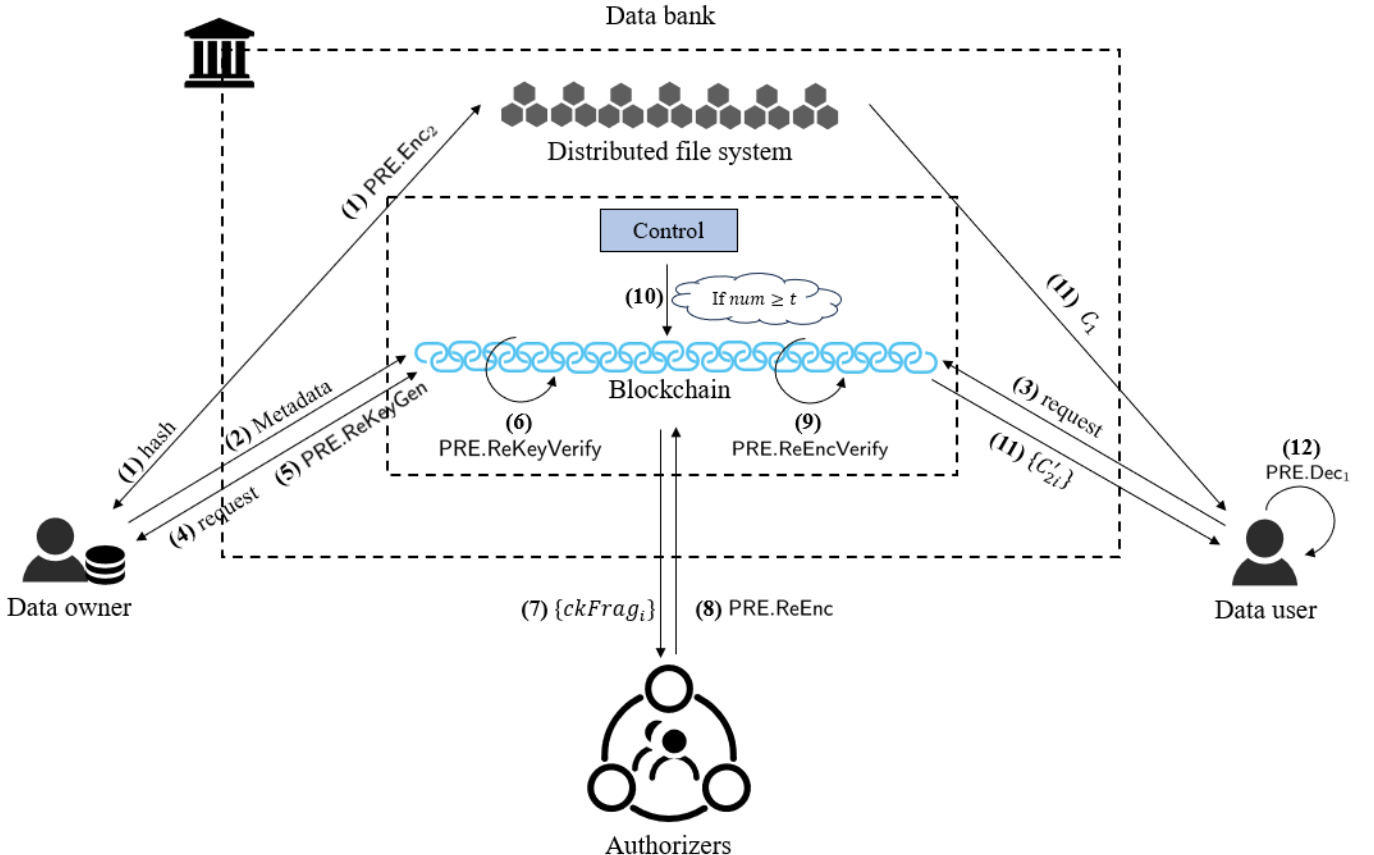 Data bank
(1) PRE.Enc₂
Distributed file system
Control
(10)
If num ≥ t
(11) C₁
Blockchain
(1) hash
(2) Metadata
(5) PRE.ReKeyGen
(4) request
(6)
PRE.ReKeyVerify
(9)
PRE.ReEncVerify
(3) request
(11) {C′₂ᵢ}
(12)
PRE.Dec₁
Data owner
(7) {ckFragᵢ}
(8) PRE.ReEnc
Data user
Authorizers